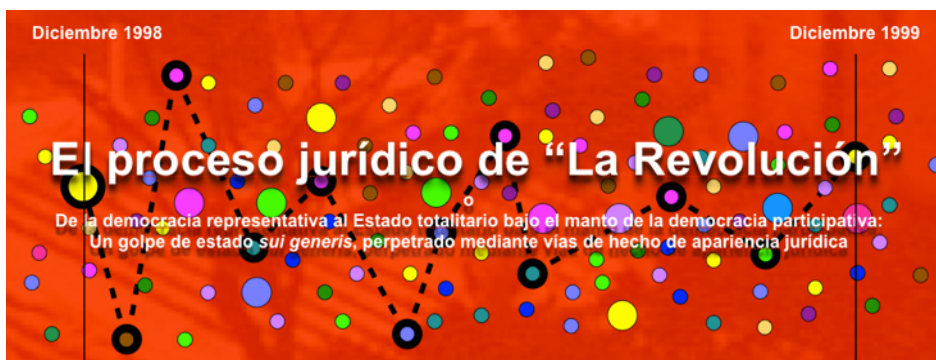 Diciembre 1998
Diciembre 1999
El proceso jurídico de “La Revolución”
o
De la democracia representativa al Estado totalitario bajo el manto de la democracia participativa:
Un golpe de estado sui generis, perpetrado mediante vías de hecho de apariencia jurídica